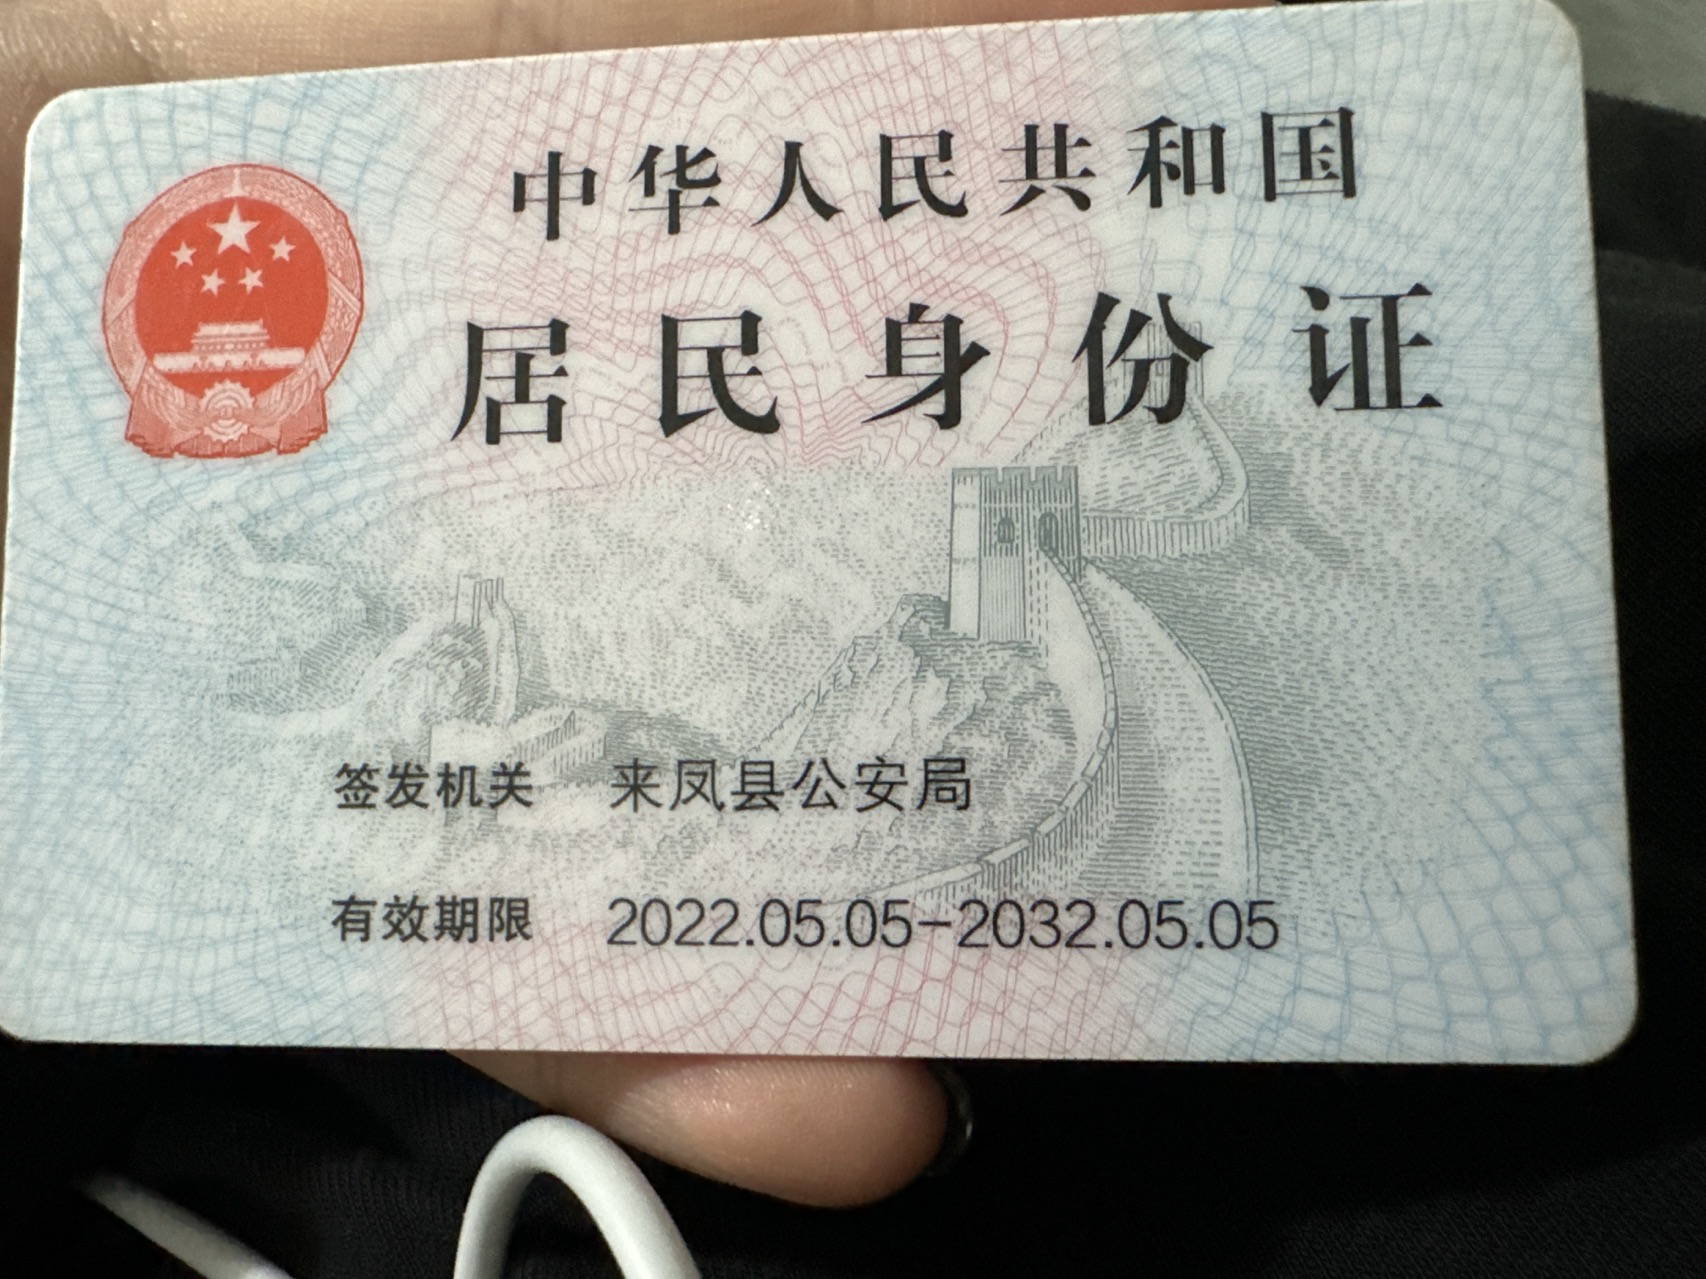 中华人民共和国
居民身份证
签发机关 来凤县公安局
有效期限 2022.05.05-2032.05.05